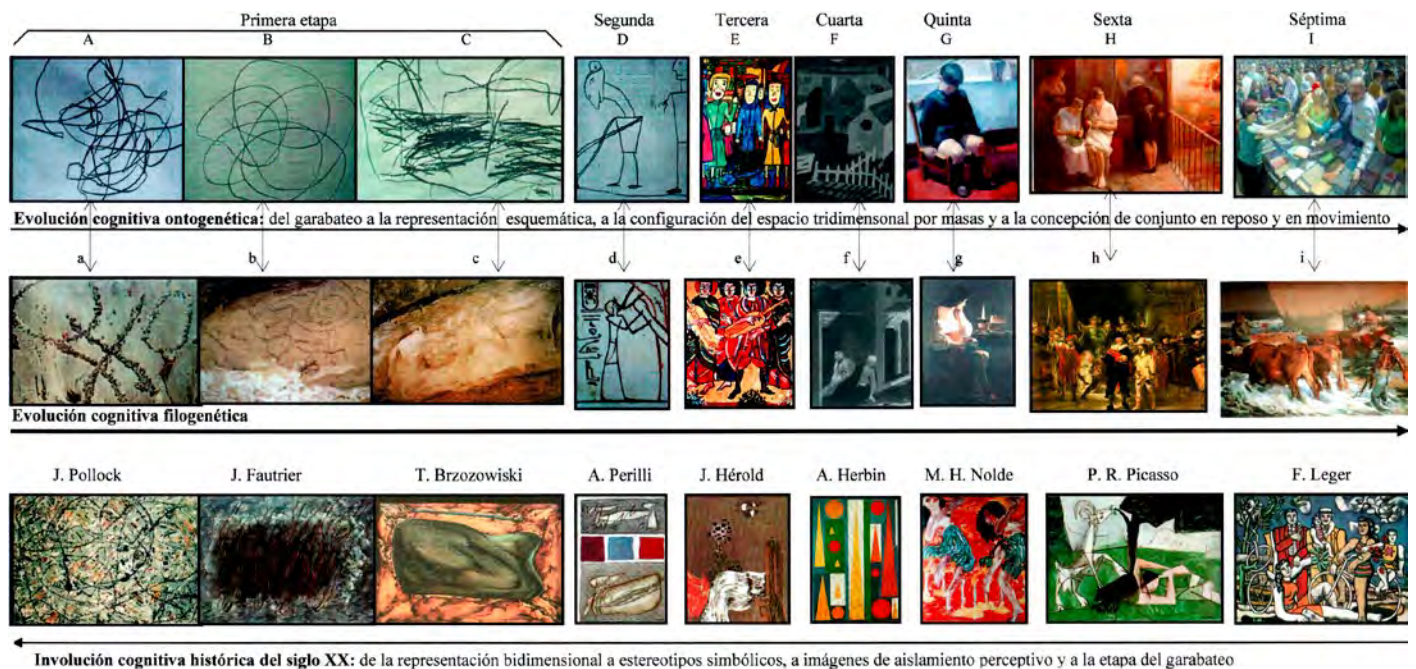 Primera etapa Segunda Tercera Cuarta Quinta Sexta Séptima
A B C D E F G H I
Evolución cognitiva ontogenética: del garabateo a la representación esquemática, a la configuración del espacio tridimensonal por masas y a la concepción de conjunto en reposo y en movimiento
a b c d e f g h i
Evolución cognitiva filogenética
J. Pollock J. Fautrier T. Brzozowiski A. Perilli J. Hérold A. Herbin M. H. Nolde P. R. Picasso F. Leger
Involución cognitiva histórica del siglo XX: de la representación bidimensional a estereotipos simbólicos, a imágenes de aislamiento perceptivo y a la etapa del garabateo